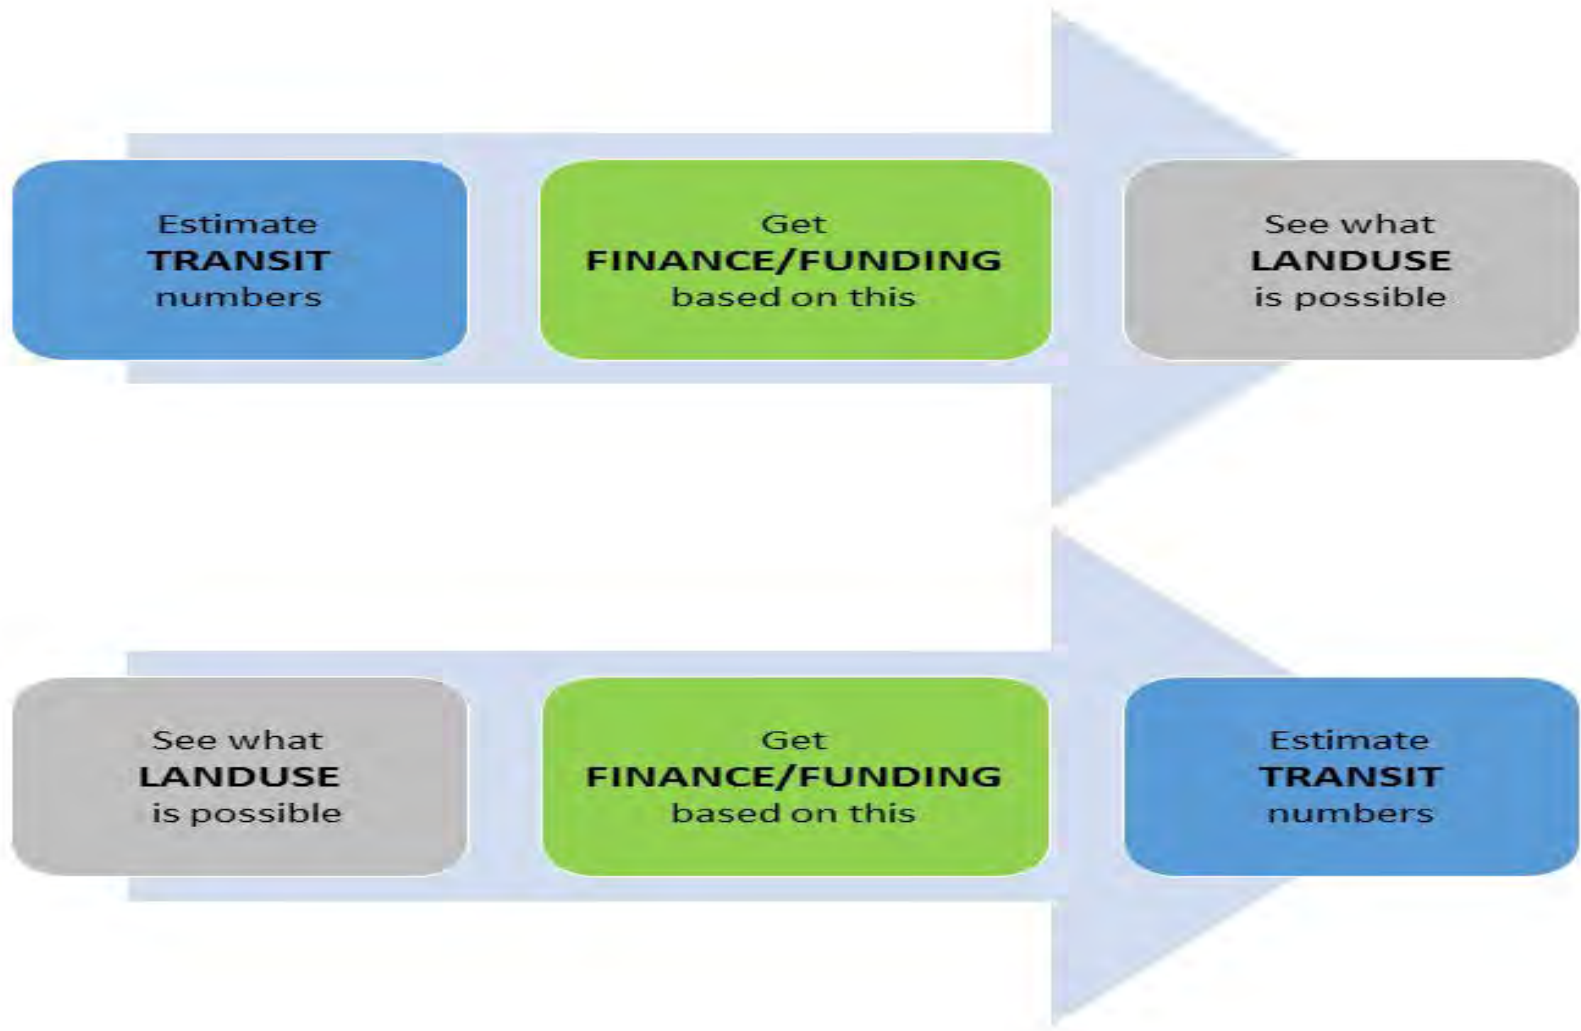 Estimate
TRANSIT
numbers
Get
FINANCE/FUNDING
based on this
See what
LANDUSE
is possible
See what
LANDUSE
is possible
Get
FINANCE/FUNDING
based on this
Estimate
TRANSIT
numbers